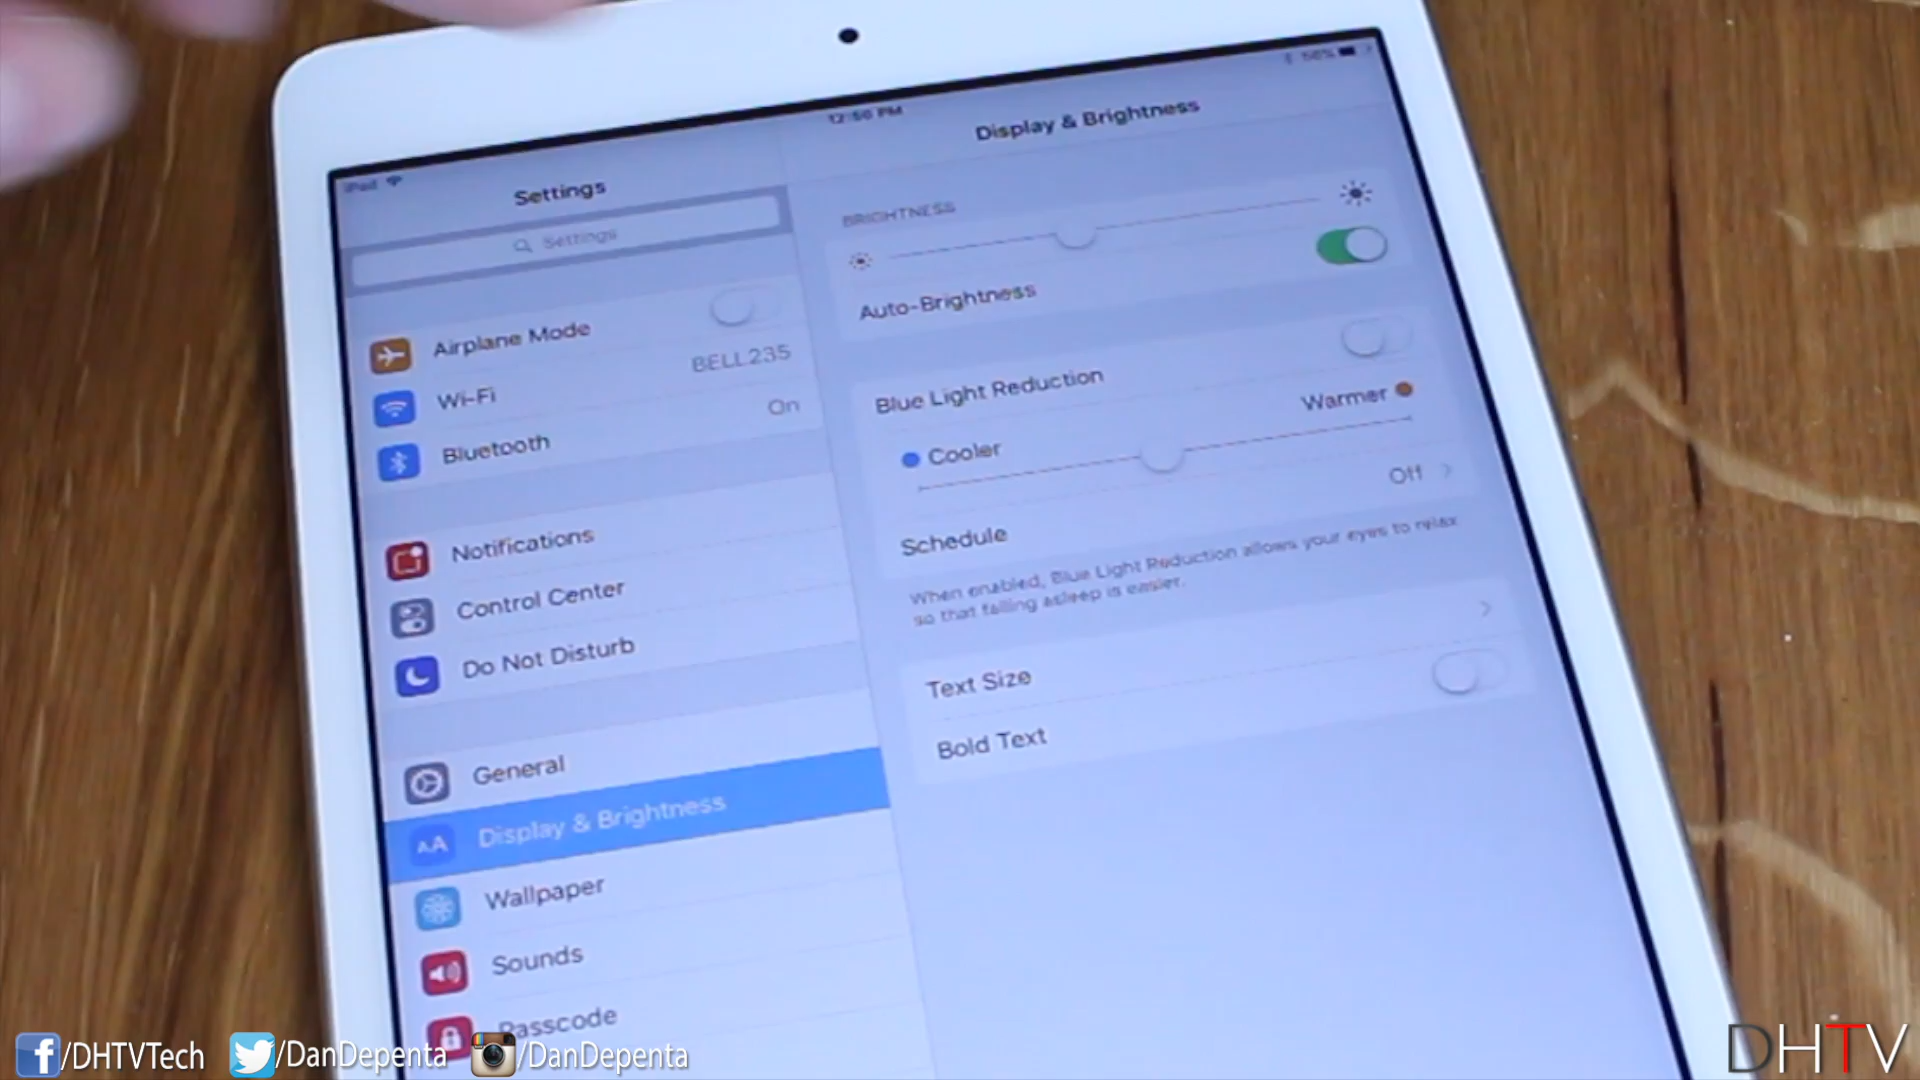 iPad
12:50 PM
56%
Settings
Settings
Airplane Mode
Wi-Fi
BELL235
Bluetooth
On
Notifications
Control Center
Do Not Disturb
General
AA Display & Brightness
Wallpaper
Sounds
Passcode
Display & Brightness
BRIGHTNESS
Auto-Brightness
Blue Light Reduction
Cooler
Warmer
Schedule
Off
When enabled, Blue Light Reduction allows your eyes to relax
so that falling asleep is easier.
Text Size
Bold Text
/DHTVTech
/DanDepenta
/DanDepenta
DHTV